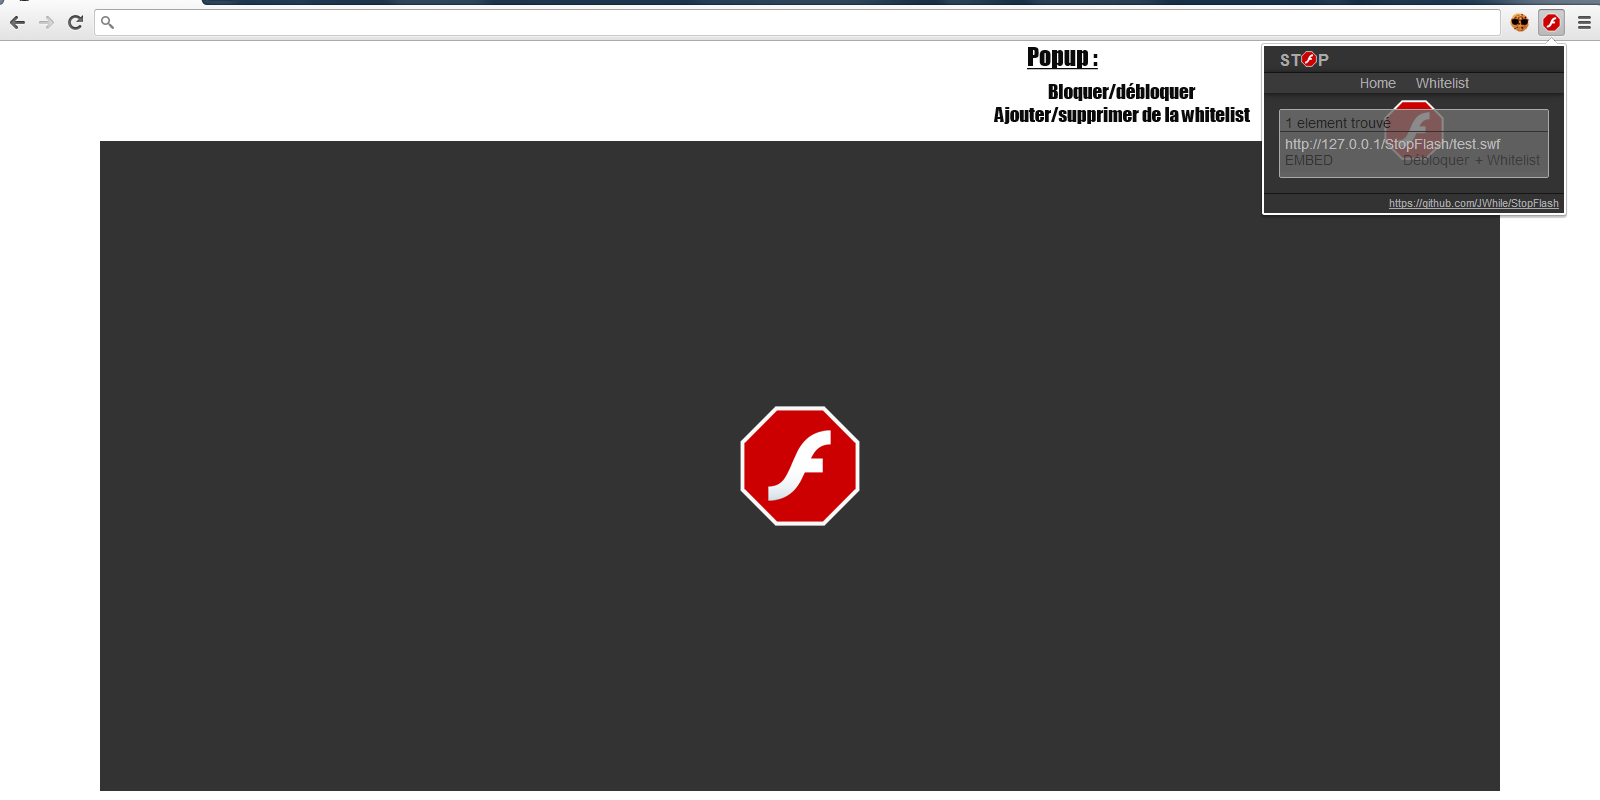 Popup :
Bloquer/débloquer
Ajouter/supprimer de la whitelist
STOP
Home Whitelist
1 element trouvé
http://127.0.0.1/StopFlash/test.swf
EMBED Débloquer + Whitelist
https://github.com/JWhile/StopFlash